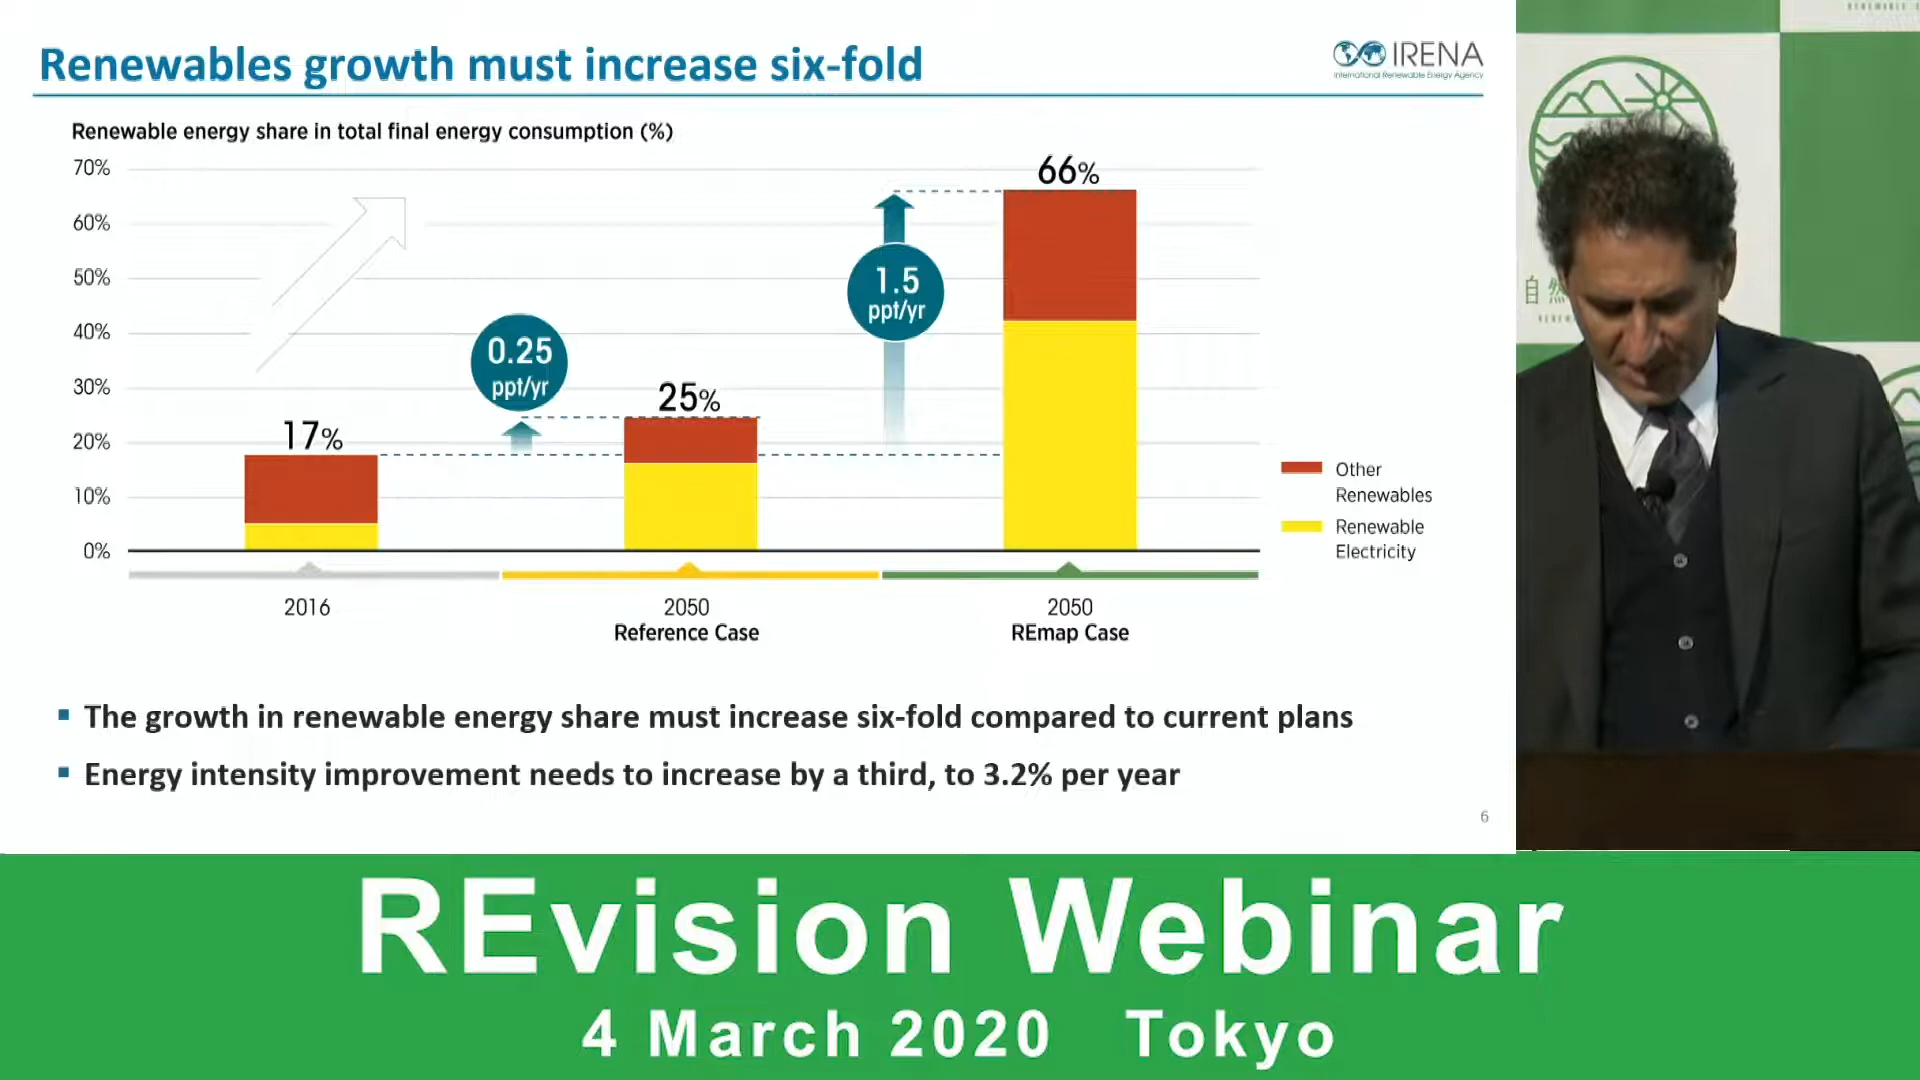 Renewables growth must increase six-fold
IRENA
International Renewable Energy Agency
Renewable energy share in total final energy consumption (%)
70%
60%
50%
40%
30%
20%
10%
0%
17%
0.25
ppt/yr
25%
1.5
ppt/yr
66%
Other
Renewables
Renewable
Electricity
2016
2050
Reference Case
2050
REmap Case
▪ The growth in renewable energy share must increase six-fold compared to current plans
▪ Energy intensity improvement needs to increase by a third, to 3.2% per year
6
自然
REvision Webinar
4 March 2020 Tokyo